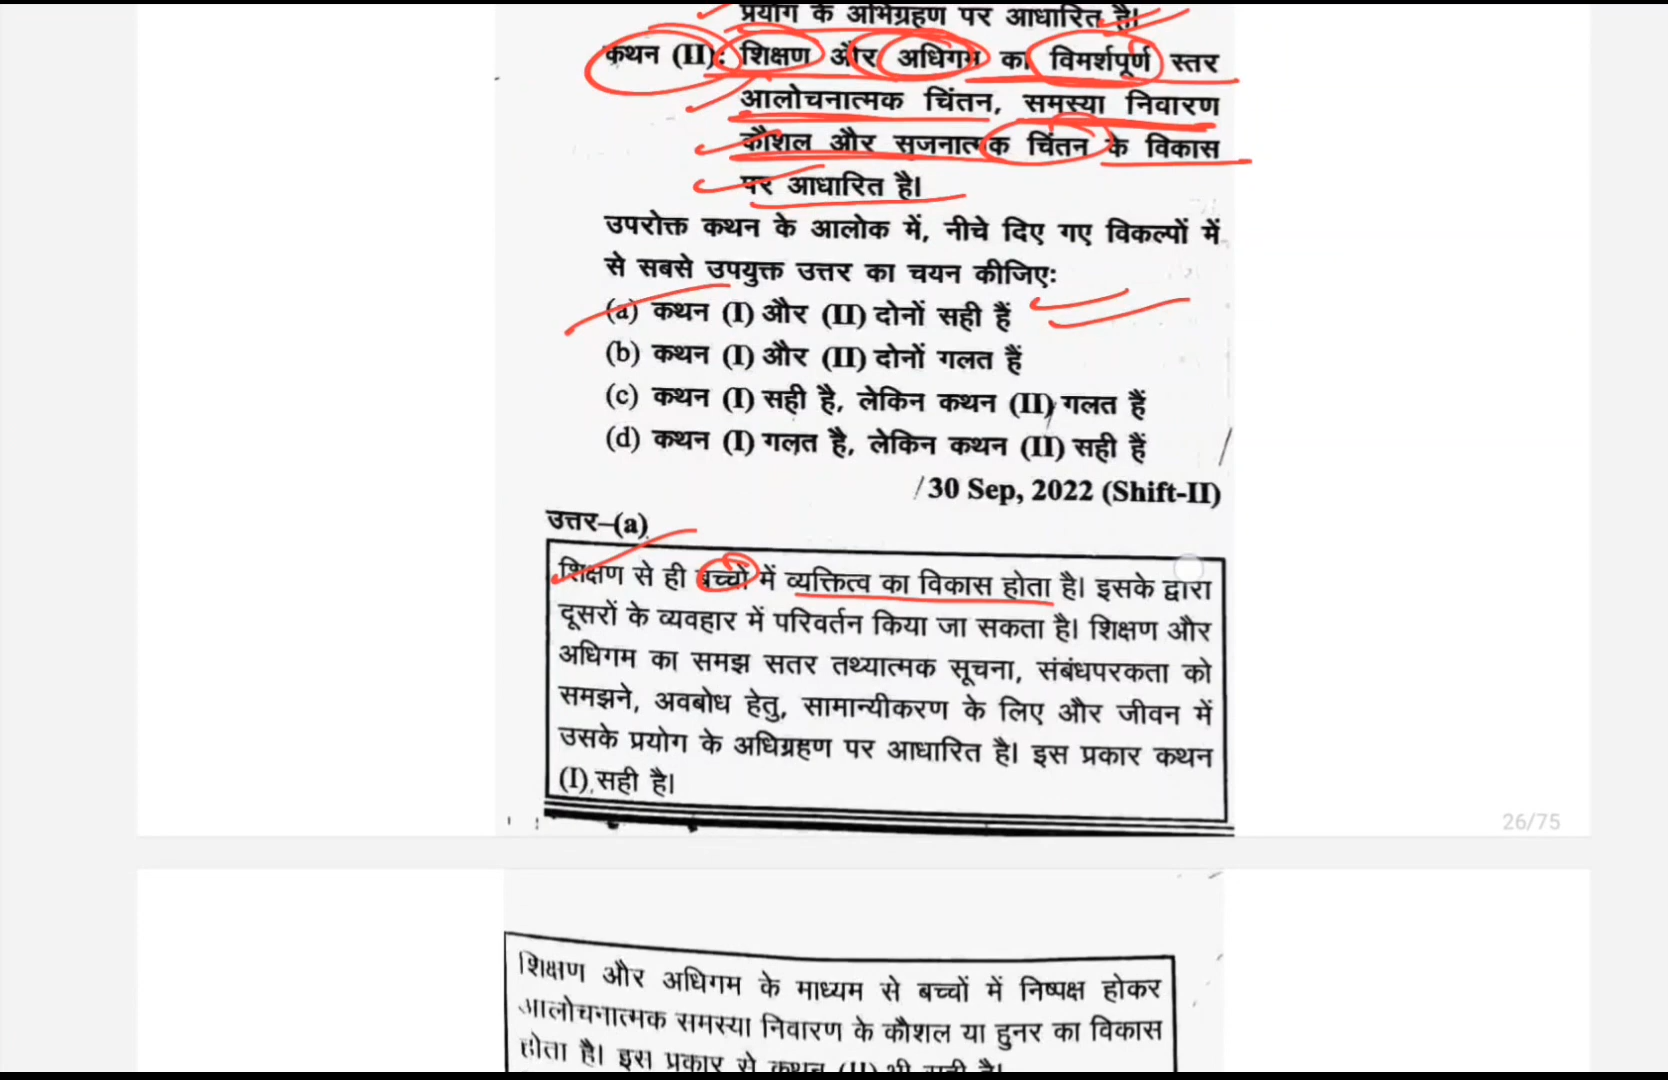 प्रयोग के अभिग्रहण पर आधारित है।
कथन (II): शिक्षण और अधिगम का विमर्शपूर्ण स्तर
आलोचनात्मक चिंतन, समस्या निवारण
कौशल और सृजनात्मक चिंतन के विकास
पर आधारित है।
उपरोक्त कथन के आलोक में, नीचे दिए गए विकल्पों में
से सबसे उपयुक्त उत्तर का चयन कीजिए:
(a) कथन (I) और (II) दोनों सही हैं
(b) कथन (I) और (II) दोनों गलत हैं
(c) कथन (I) सही है, लेकिन कथन (II) गलत हैं
(d) कथन (I) गलत है, लेकिन कथन (II) सही हैं
/30 Sep, 2022 (Shift-II)
उत्तर–(a)
शिक्षण से ही बच्चों में व्यक्तित्व का विकास होता है। इसके द्वारा
दूसरों के व्यवहार में परिवर्तन किया जा सकता है। शिक्षण और
अधिगम का समझ सतर तथ्यात्मक सूचना, संबंधपरकता को
समझने, अवबोध हेतु, सामान्यीकरण के लिए और जीवन में
उसके प्रयोग के अधिग्रहण पर आधारित है। इस प्रकार कथन
(I) सही है।
26/75
शिक्षण और अधिगम के माध्यम से बच्चों में निष्पक्ष होकर
आलोचनात्मक समस्या निवारण के कौशल या हुनर का विकास
होता है। इस प्रकार से कथन (II) भी सही है।